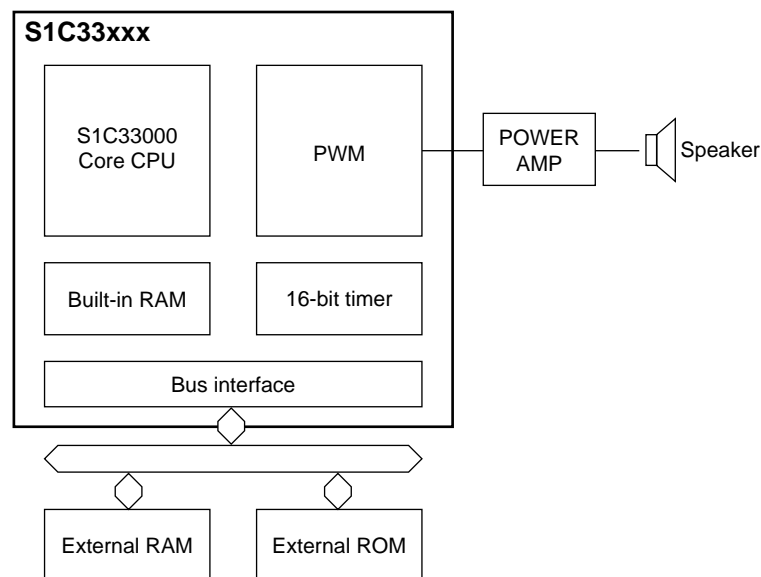 S1C33xxx
S1C33000
Core CPU
PWM
POWER
AMP
Speaker
Built-in RAM
16-bit timer
Bus interface
External RAM
External ROM